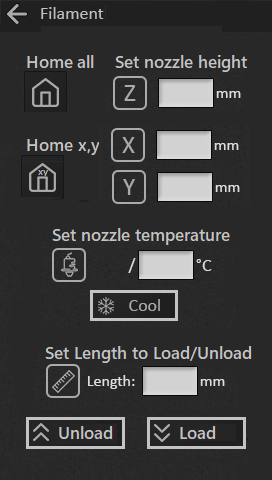 Filament
Home all
Set nozzle height
Z mm
Home x,y
X mm
xy
Y mm
Set nozzle temperature
/ °C
Cool
Set Length to Load/Unload
Length: mm
Unload
Load